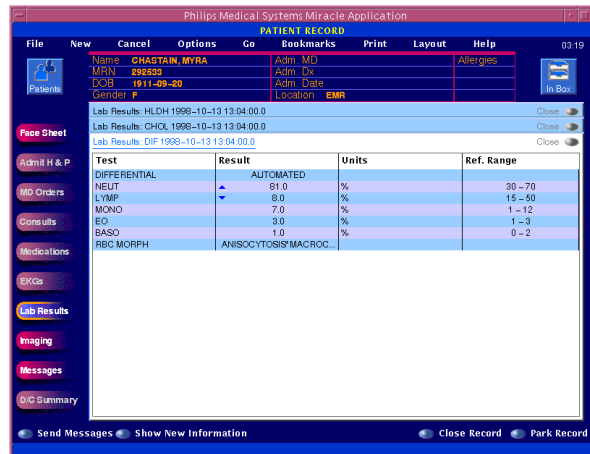 Philips Medical Systems Miracle Application
PATIENT RECORD
File New Cancel Options Go Bookmarks Print Layout Help 03:19
Patients
Name CHASTAIN, MYRA Adm. MD Allergies
MRN 292533 Adm. Dx
DOB 1911-09-20 Adm. Date
Gender F Location EMR
In Box
Lab Results: HLDH 1998-10-13 13:04:00.0 Close
Lab Results: CHOL 1998-10-13 13:04:00.0 Close
Lab Results: DIF 1998-10-13 13:04:00.0 Close
Face Sheet
Admit H & P
MD Orders
Consults
Medications
EKGs
Lab Results
Imaging
Messages
D/C Summary
Test Result Units Ref. Range
DIFFERENTIAL AUTOMATED
NEUT 81.0 % 30 - 70
LYMP 8.0 % 15 - 50
MONO 7.0 % 1 - 12
EO 3.0 % 1 - 3
BASO 1.0 % 0 - 2
RBC MORPH ANISOCYTOSIS*MACROC...
Send Messages Show New Information Close Record Park Record